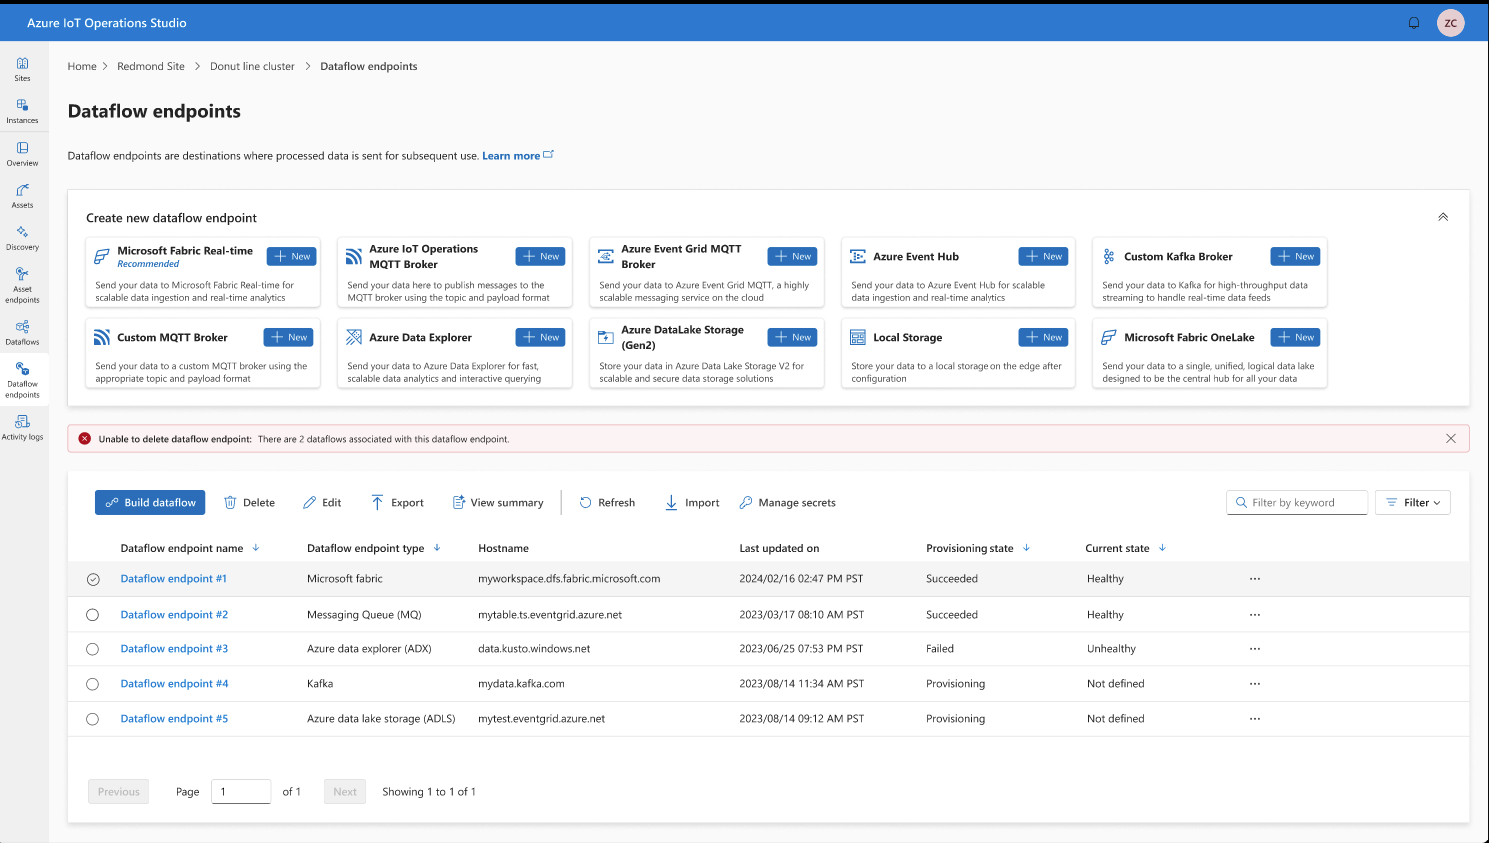 Azure IoT Operations Studio
ZC
Sites
Instances
Overview
Assets
Discovery
Asset
endpoints
Dataflows
Dataflow
endpoints
Activity logs
Home > Redmond Site > Donut line cluster > Dataflow endpoints
Dataflow endpoints
Dataflow endpoints are destinations where processed data is sent for subsequent use. Learn more
Create new dataflow endpoint
Microsoft Fabric Real-time
Recommended
New
Send your data to Microsoft Fabric Real-time for
scalable data ingestion and real-time analytics
Azure IoT Operations
MQTT Broker
New
Send your data here to publish messages to the
MQTT broker using the topic and payload format
Azure Event Grid MQTT
Broker
New
Send your data to Azure Event Grid MQTT, a highly
scalable messaging service on the cloud
Azure Event Hub
New
Send your data to Azure Event Hub for scalable
data ingestion and real-time analytics
Custom Kafka Broker
New
Send your data to Kafka for high-throughput data
streaming to handle real-time data feeds
Custom MQTT Broker
New
Send your data to a custom MQTT broker using the
appropriate topic and payload format
Azure Data Explorer
New
Send your data to Azure Data Explorer for fast,
scalable data analytics and interactive querying
Azure DataLake Storage
(Gen2)
New
Store your data in Azure Data Lake Storage V2 for
scalable and secure data storage solutions
Local Storage
New
Store your data to a local storage on the edge after
configuration
Microsoft Fabric OneLake
New
Send your data to a single, unified, logical data lake
designed to be the central hub for all your data
Unable to delete dataflow endpoint: There are 2 dataflows associated with this dataflow endpoint.
Build dataflow Delete Edit Export View summary Refresh Import Manage secrets Filter by keyword Filter
Dataflow endpoint name Dataflow endpoint type Hostname Last updated on Provisioning state Current state
Dataflow endpoint #1 Microsoft fabric myworkspace.dfs.fabric.microsoft.com 2024/02/16 02:47 PM PST Succeeded Healthy ...
Dataflow endpoint #2 Messaging Queue (MQ) mytable.ts.eventgrid.azure.net 2023/03/17 08:10 AM PST Succeeded Healthy ...
Dataflow endpoint #3 Azure data explorer (ADX) data.kusto.windows.net 2023/06/25 07:53 PM PST Failed Unhealthy ...
Dataflow endpoint #4 Kafka mydata.kafka.com 2023/08/14 11:34 AM PST Provisioning Not defined ...
Dataflow endpoint #5 Azure data lake storage (ADLS) mytest.eventgrid.azure.net 2023/08/14 09:12 AM PST Provisioning Not defined ...
Previous Page 1 of 1 Next Showing 1 to 1 of 1